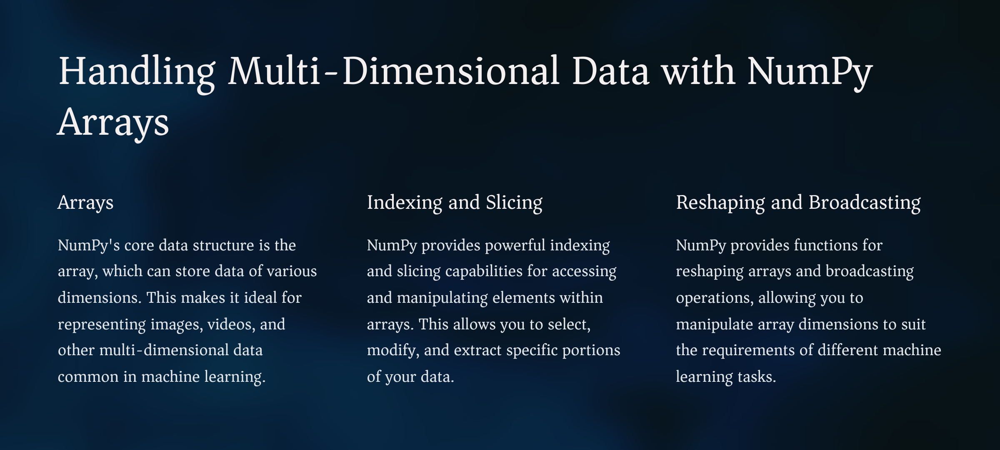 Handling Multi-Dimensional Data with NumPy
Arrays
Arrays
NumPy's core data structure is the
array, which can store data of various
dimensions. This makes it ideal for
representing images, videos, and
other multi-dimensional data
common in machine learning.
Indexing and Slicing
NumPy provides powerful indexing
and slicing capabilities for accessing
and manipulating elements within
arrays. This allows you to select,
modify, and extract specific portions
of your data.
Reshaping and Broadcasting
NumPy provides functions for
reshaping arrays and broadcasting
operations, allowing you to
manipulate array dimensions to suit
the requirements of different machine
learning tasks.